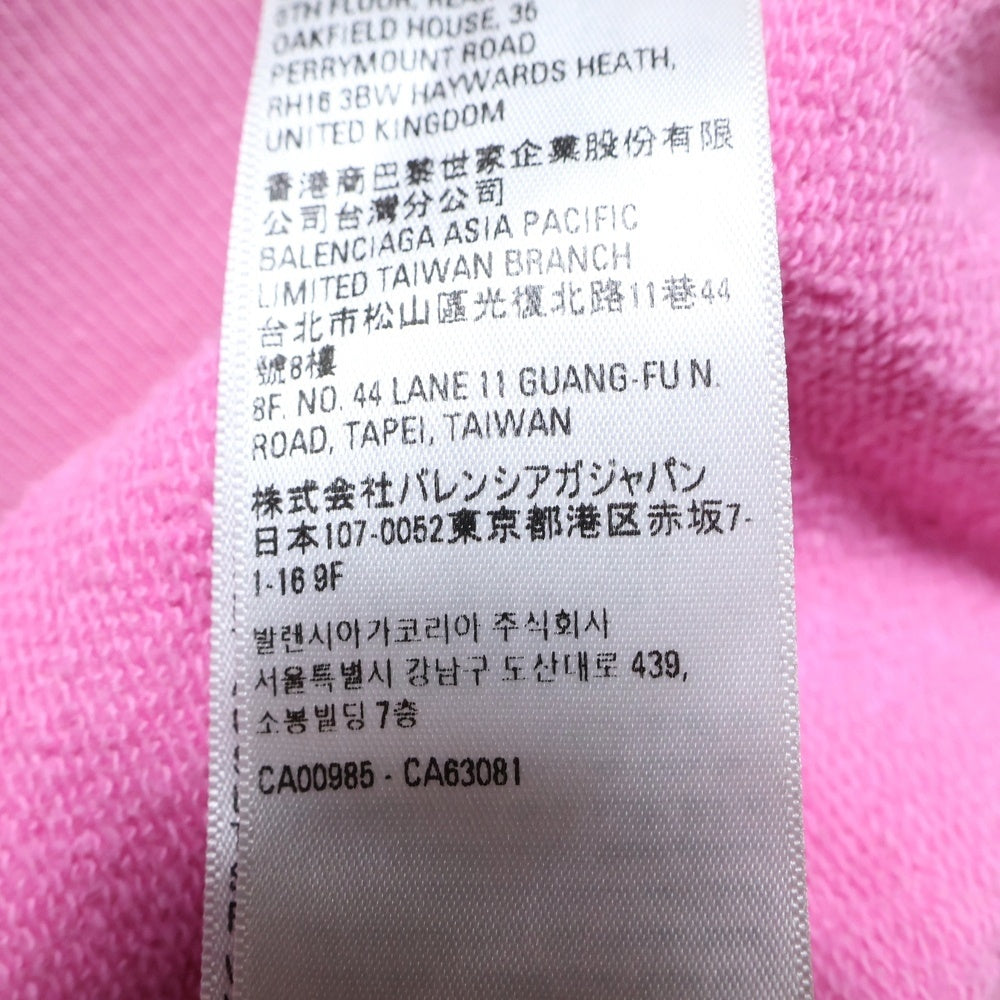 5TH FLOOR,
OAKFIELD HOUSE, 35
PERRYMOUNT ROAD
RH16 3BW HAYWARDS HEATH,
UNITED KINGDOM
香港商巴黎世家企業股份有限
公司台灣分公司
BALENCIAGA ASIA PACIFIC
LIMITED TAIWAN BRANCH
台北市松山區光復北路11巷44
號8樓
8F. NO. 44 LANE 11 GUANG-FU N.
ROAD, TAPEI, TAIWAN
株式会社バレンシアガジャパン
日本107-0052東京都港区赤坂7-
1-16 9F
발렌시아가코리아 주식회사
서울특별시 강남구 도산대로 439,
소봉빌딩 7층
CA00985 - CA63081